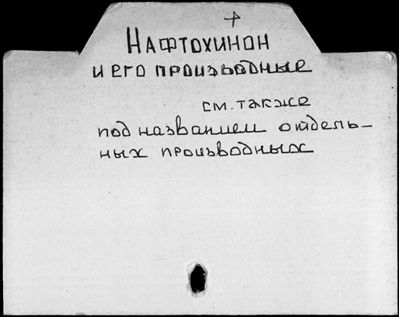 Нафтохинон
и его производные
см. также
под названием отдель-
ных производных